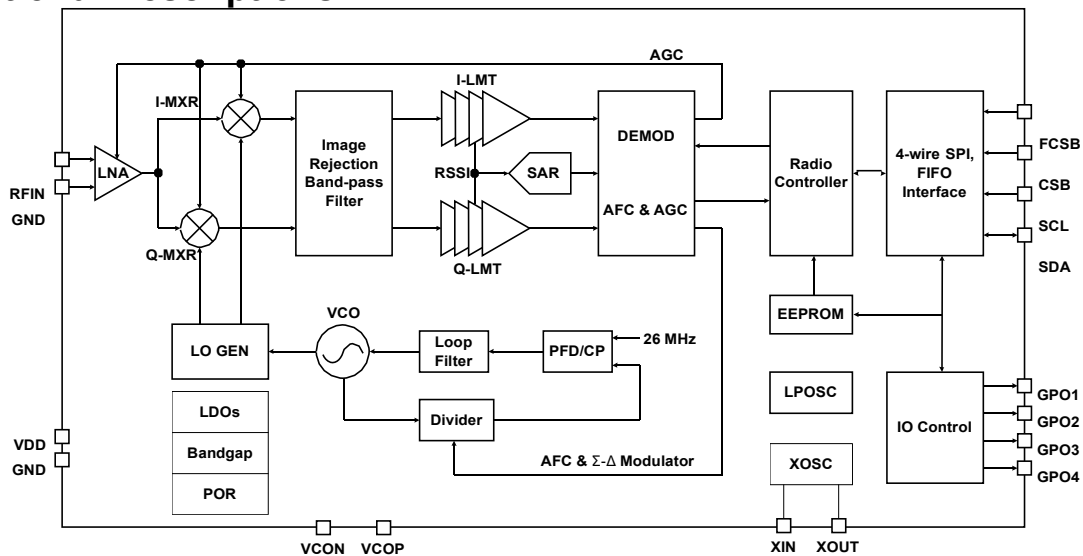 AGC
I-LMT
I-MXR
DEMOD
AFC & AGC
Image
Rejection
Band-pass
Filter
Radio
Controller
4-wire SPI,
FIFO
Interface
FCSB
CSB
SCL
SDA
LNA
RFIN
GND
RSSI
SAR
Q-MXR
Q-LMT
EEPROM
VCO
LO GEN
Loop
Filter
PFD/CP
26 MHz
LPOSC
LDOs
Divider
IO Control
GPO1
GPO2
GPO3
GPO4
VDD
GND
Bandgap
AFC & Σ-Δ Modulator
XOSC
POR
VCON
VCOP
XIN
XOUT